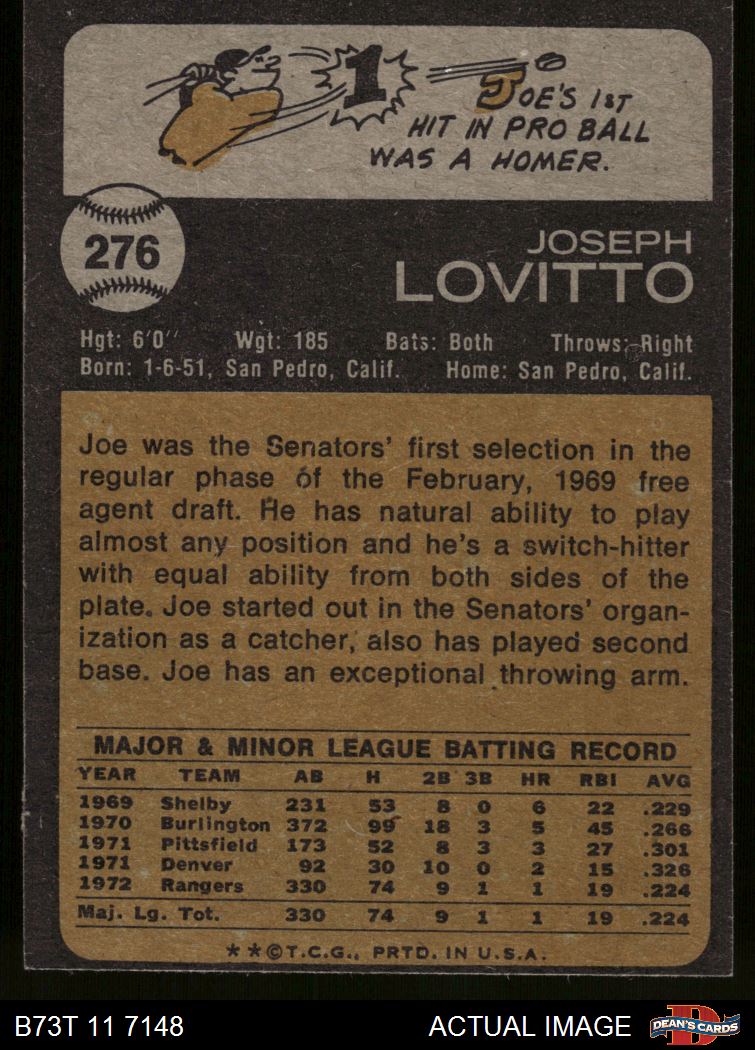 1
JOE'S 1ST
HIT IN PRO BALL
WAS A HOMER.
276
JOSEPH
LOVITTO
Hgt: 6'0" Wgt: 185 Bats: Both Throws: Right
Born: 1-6-51, San Pedro, Calif. Home: San Pedro, Calif.
Joe was the Senators' first selection in the
regular phase of the February, 1969 free
agent draft. He has natural ability to play
almost any position and he's a switch-hitter
with equal ability from both sides of the
plate. Joe started out in the Senators' organ-
ization as a catcher, also has played second
base. Joe has an exceptional throwing arm.
MAJOR & MINOR LEAGUE BATTING RECORD
YEAR TEAM AB H 2B 3B HR RBI AVG
1969 Shelby 231 53 8 0 6 22 .229
1970 Burlington 372 99 18 3 5 45 .266
1971 Pittsfield 173 52 8 3 3 27 .301
1971 Denver 92 30 10 0 2 15 .326
1972 Rangers 330 74 9 1 1 19 .224
Maj. Lg. Tot. 330 74 9 1 1 19 .224
**©T.C.G., PRTD. IN U.S.A.
B73T 11 7148 ACTUAL IMAGE DEAN'S CARDS